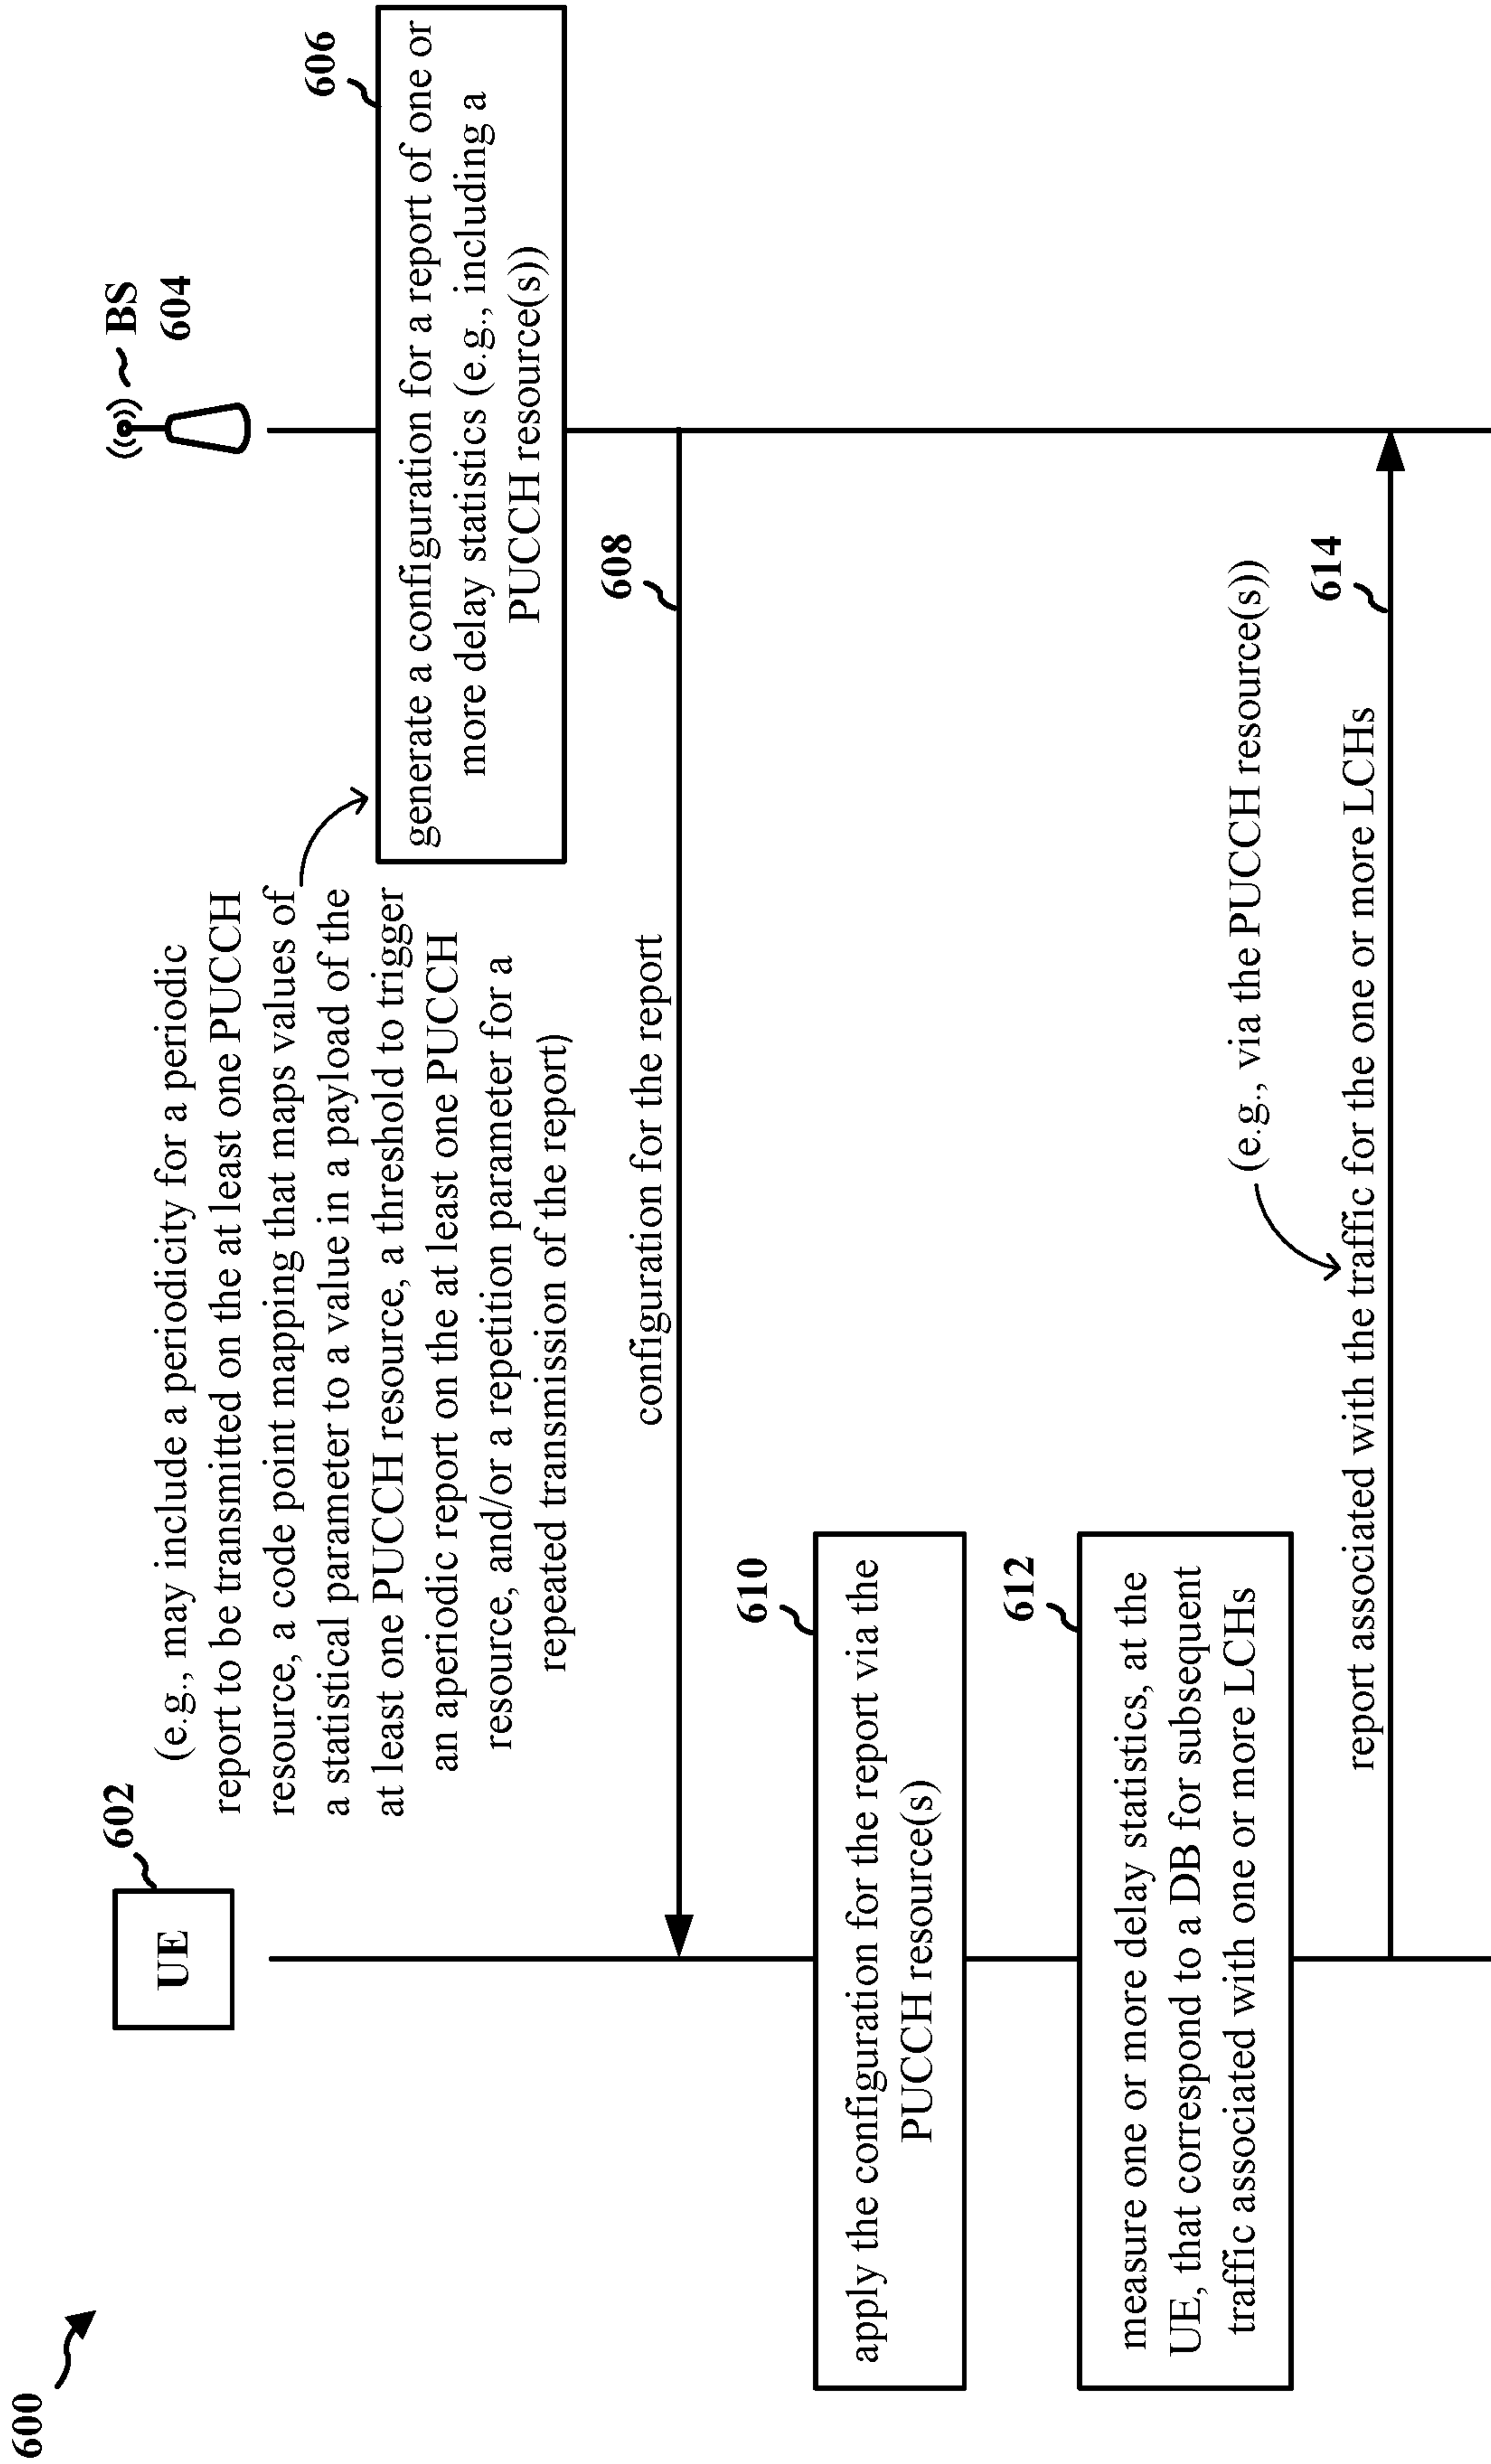 600
UE
602
BS
604
(e.g., may include a periodicity for a periodic
report to be transmitted on the at least one PUCCH
resource, a code point mapping that maps values of
a statistical parameter to a value in a payload of the
at least one PUCCH resource, a threshold to trigger
an aperiodic report on the at least one PUCCH
resource, and/or a repetition parameter for a
repeated transmission of the report)
606
generate a configuration for a report of one or
more delay statistics (e.g., including a
PUCCH resource(s))
608
configuration for the report
610
apply the configuration for the report via the
PUCCH resource(s)
612
measure one or more delay statistics, at the
UE, that correspond to a DB for subsequent
traffic associated with one or more LCHs
(e.g., via the PUCCH resource(s))
614
report associated with the traffic for the one or more LCHs